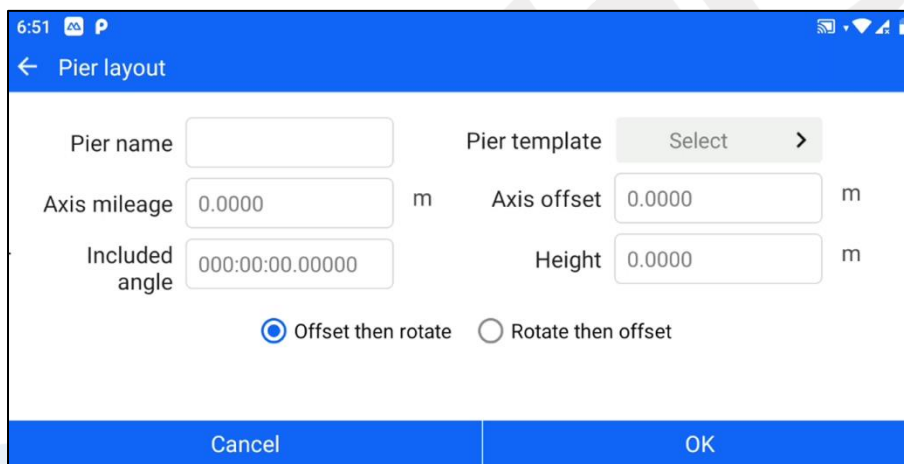 6:51
Pier layout
Pier name
Pier template Select
Axis mileage 0.0000 m
Axis offset 0.0000 m
Included angle 000:00:00.00000
Height 0.0000 m
Offset then rotate Rotate then offset
Cancel OK